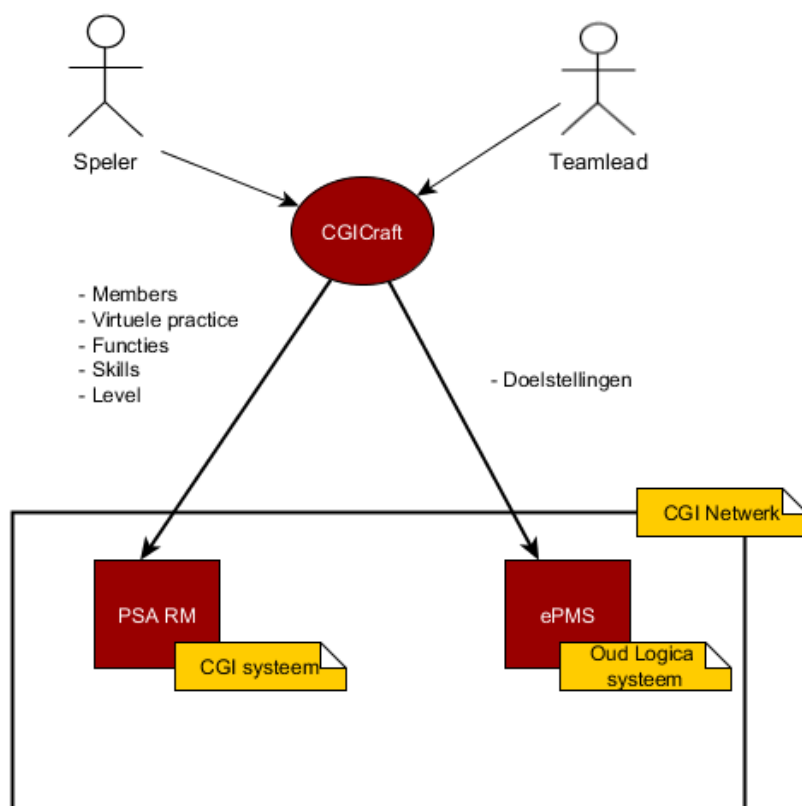 Speler
Teamlead
CGICraft
- Members
- Virtuele practice
- Functies
- Skills
- Level
- Doelstellingen
CGI Netwerk
PSA RM
CGI systeem
ePMS
Oud Logica
systeem